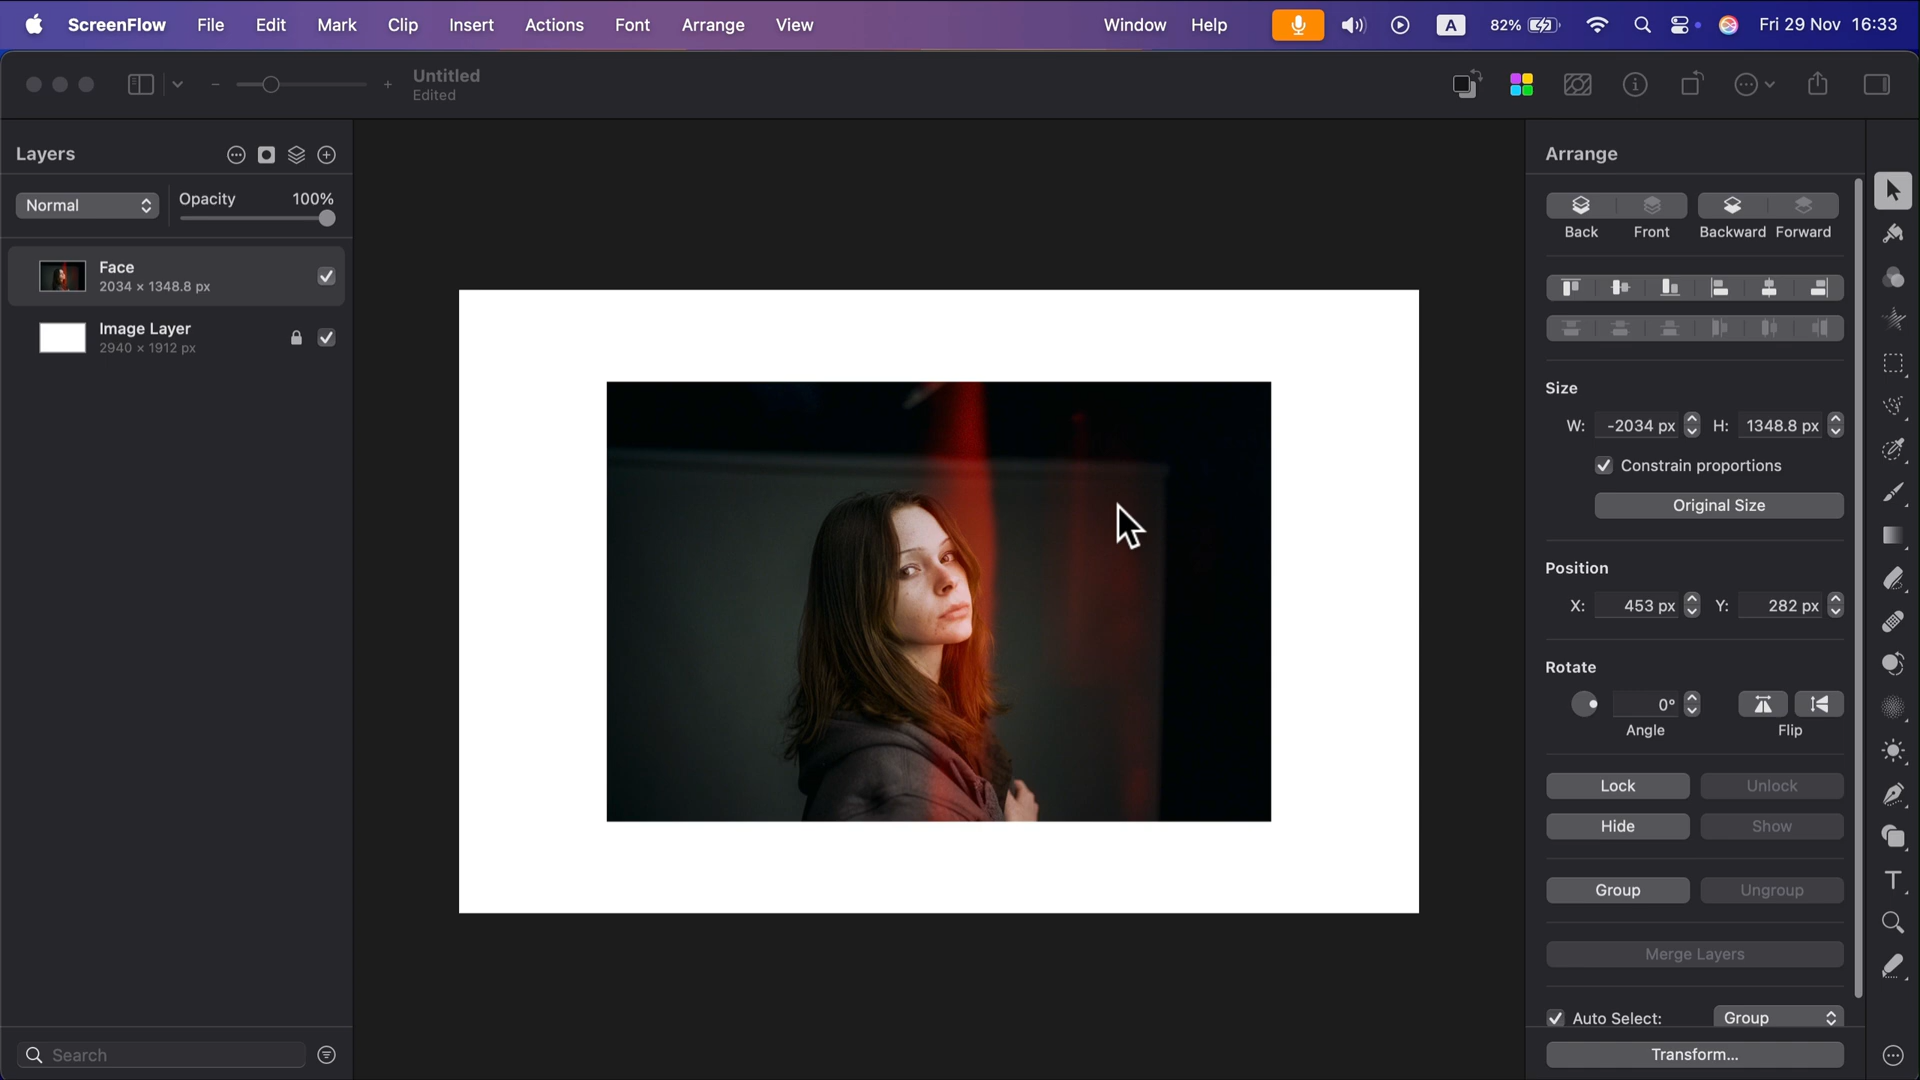 ScreenFlow File Edit Mark Clip Insert Actions Font Arrange View Window Help A 82% Fri 29 Nov 16:33
Untitled
Edited
Layers
Normal
Opacity 100%
Face
2034 × 1348.8 px
Image Layer
2940 × 1912 px
Search
Arrange
Back Front Backward Forward
Size
W: -2034 px H: 1348.8 px
Constrain proportions
Original Size
Position
X: 453 px Y: 282 px
Rotate
0°
Angle Flip
Lock Unlock
Hide Show
Group Ungroup
Merge Layers
Auto Select: Group
Transform...